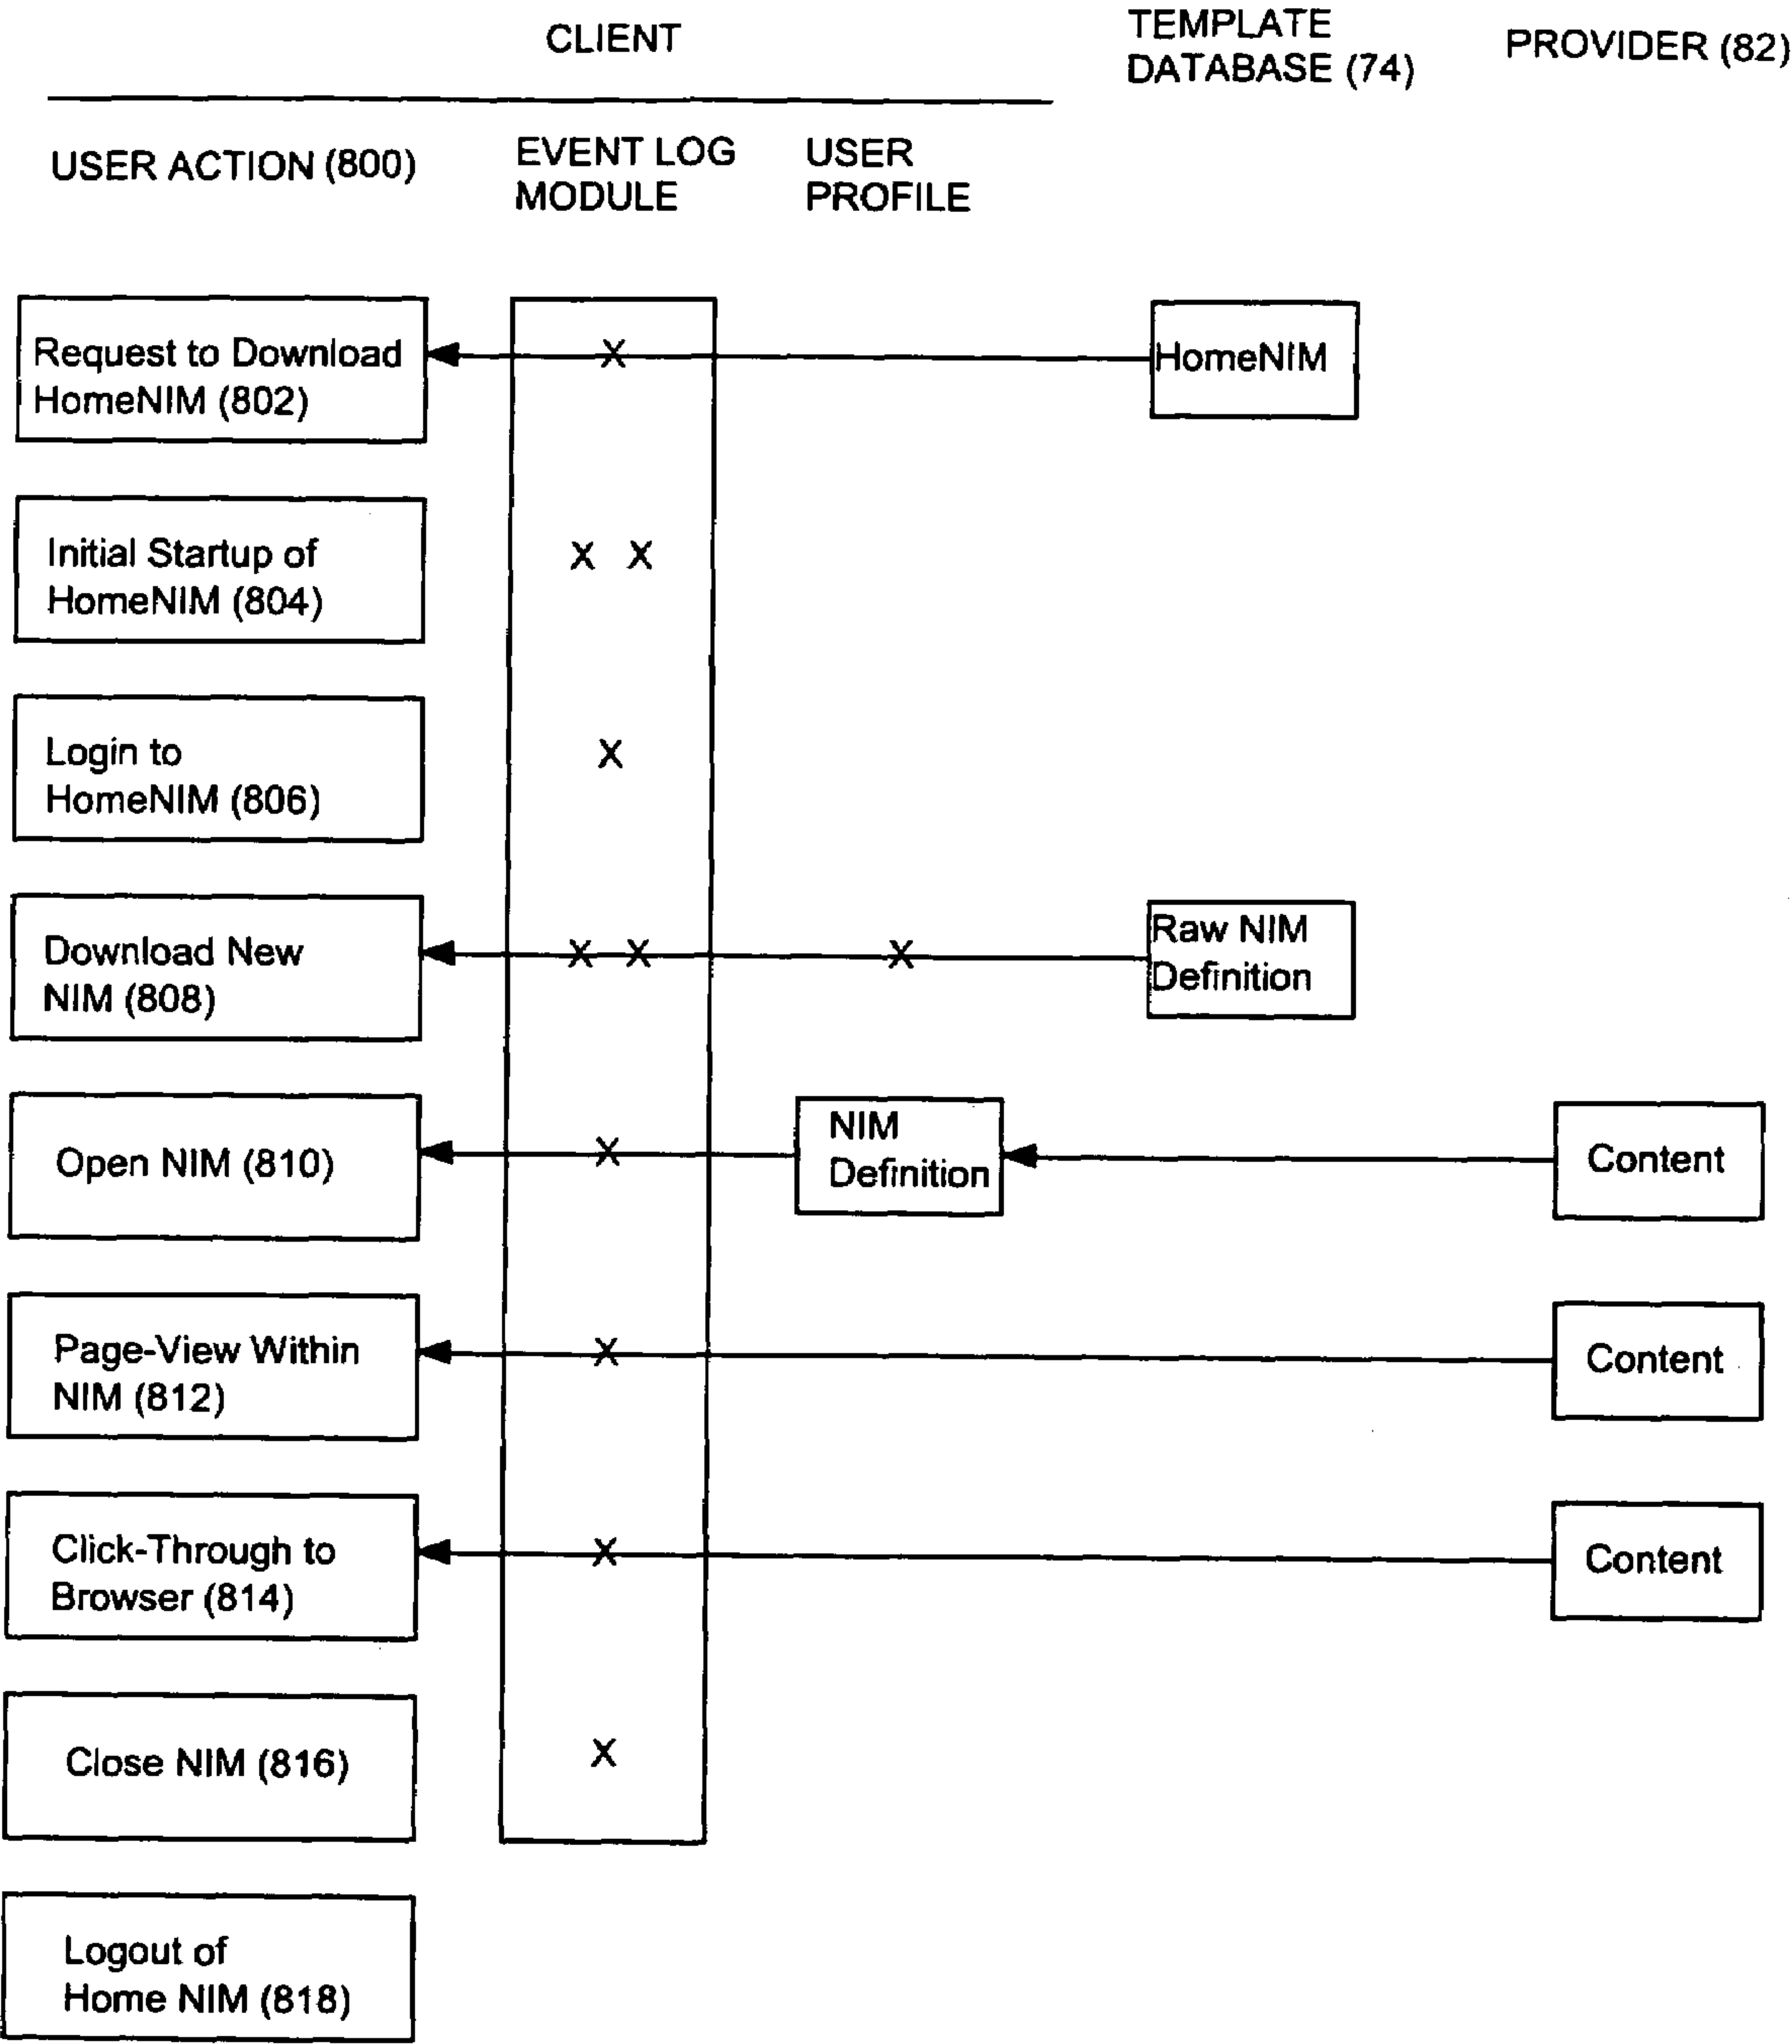 CLIENT
TEMPLATE
DATABASE (74)
PROVIDER (82)
USER ACTION (800)
EVENT LOG
MODULE
USER
PROFILE
Request to Download
HomeNIM (802)
X
HomeNIM
Initial Startup of
HomeNIM (804)
X X
Login to
HomeNIM (806)
X
Download New
NIM (808)
X X X
Raw NIM
Definition
Open NIM (810)
X
NIM
Definition
Content
Page-View Within
NIM (812)
X
Content
Click-Through to
Browser (814)
X
Content
Close NIM (816)
X
Logout of
Home NIM (818)